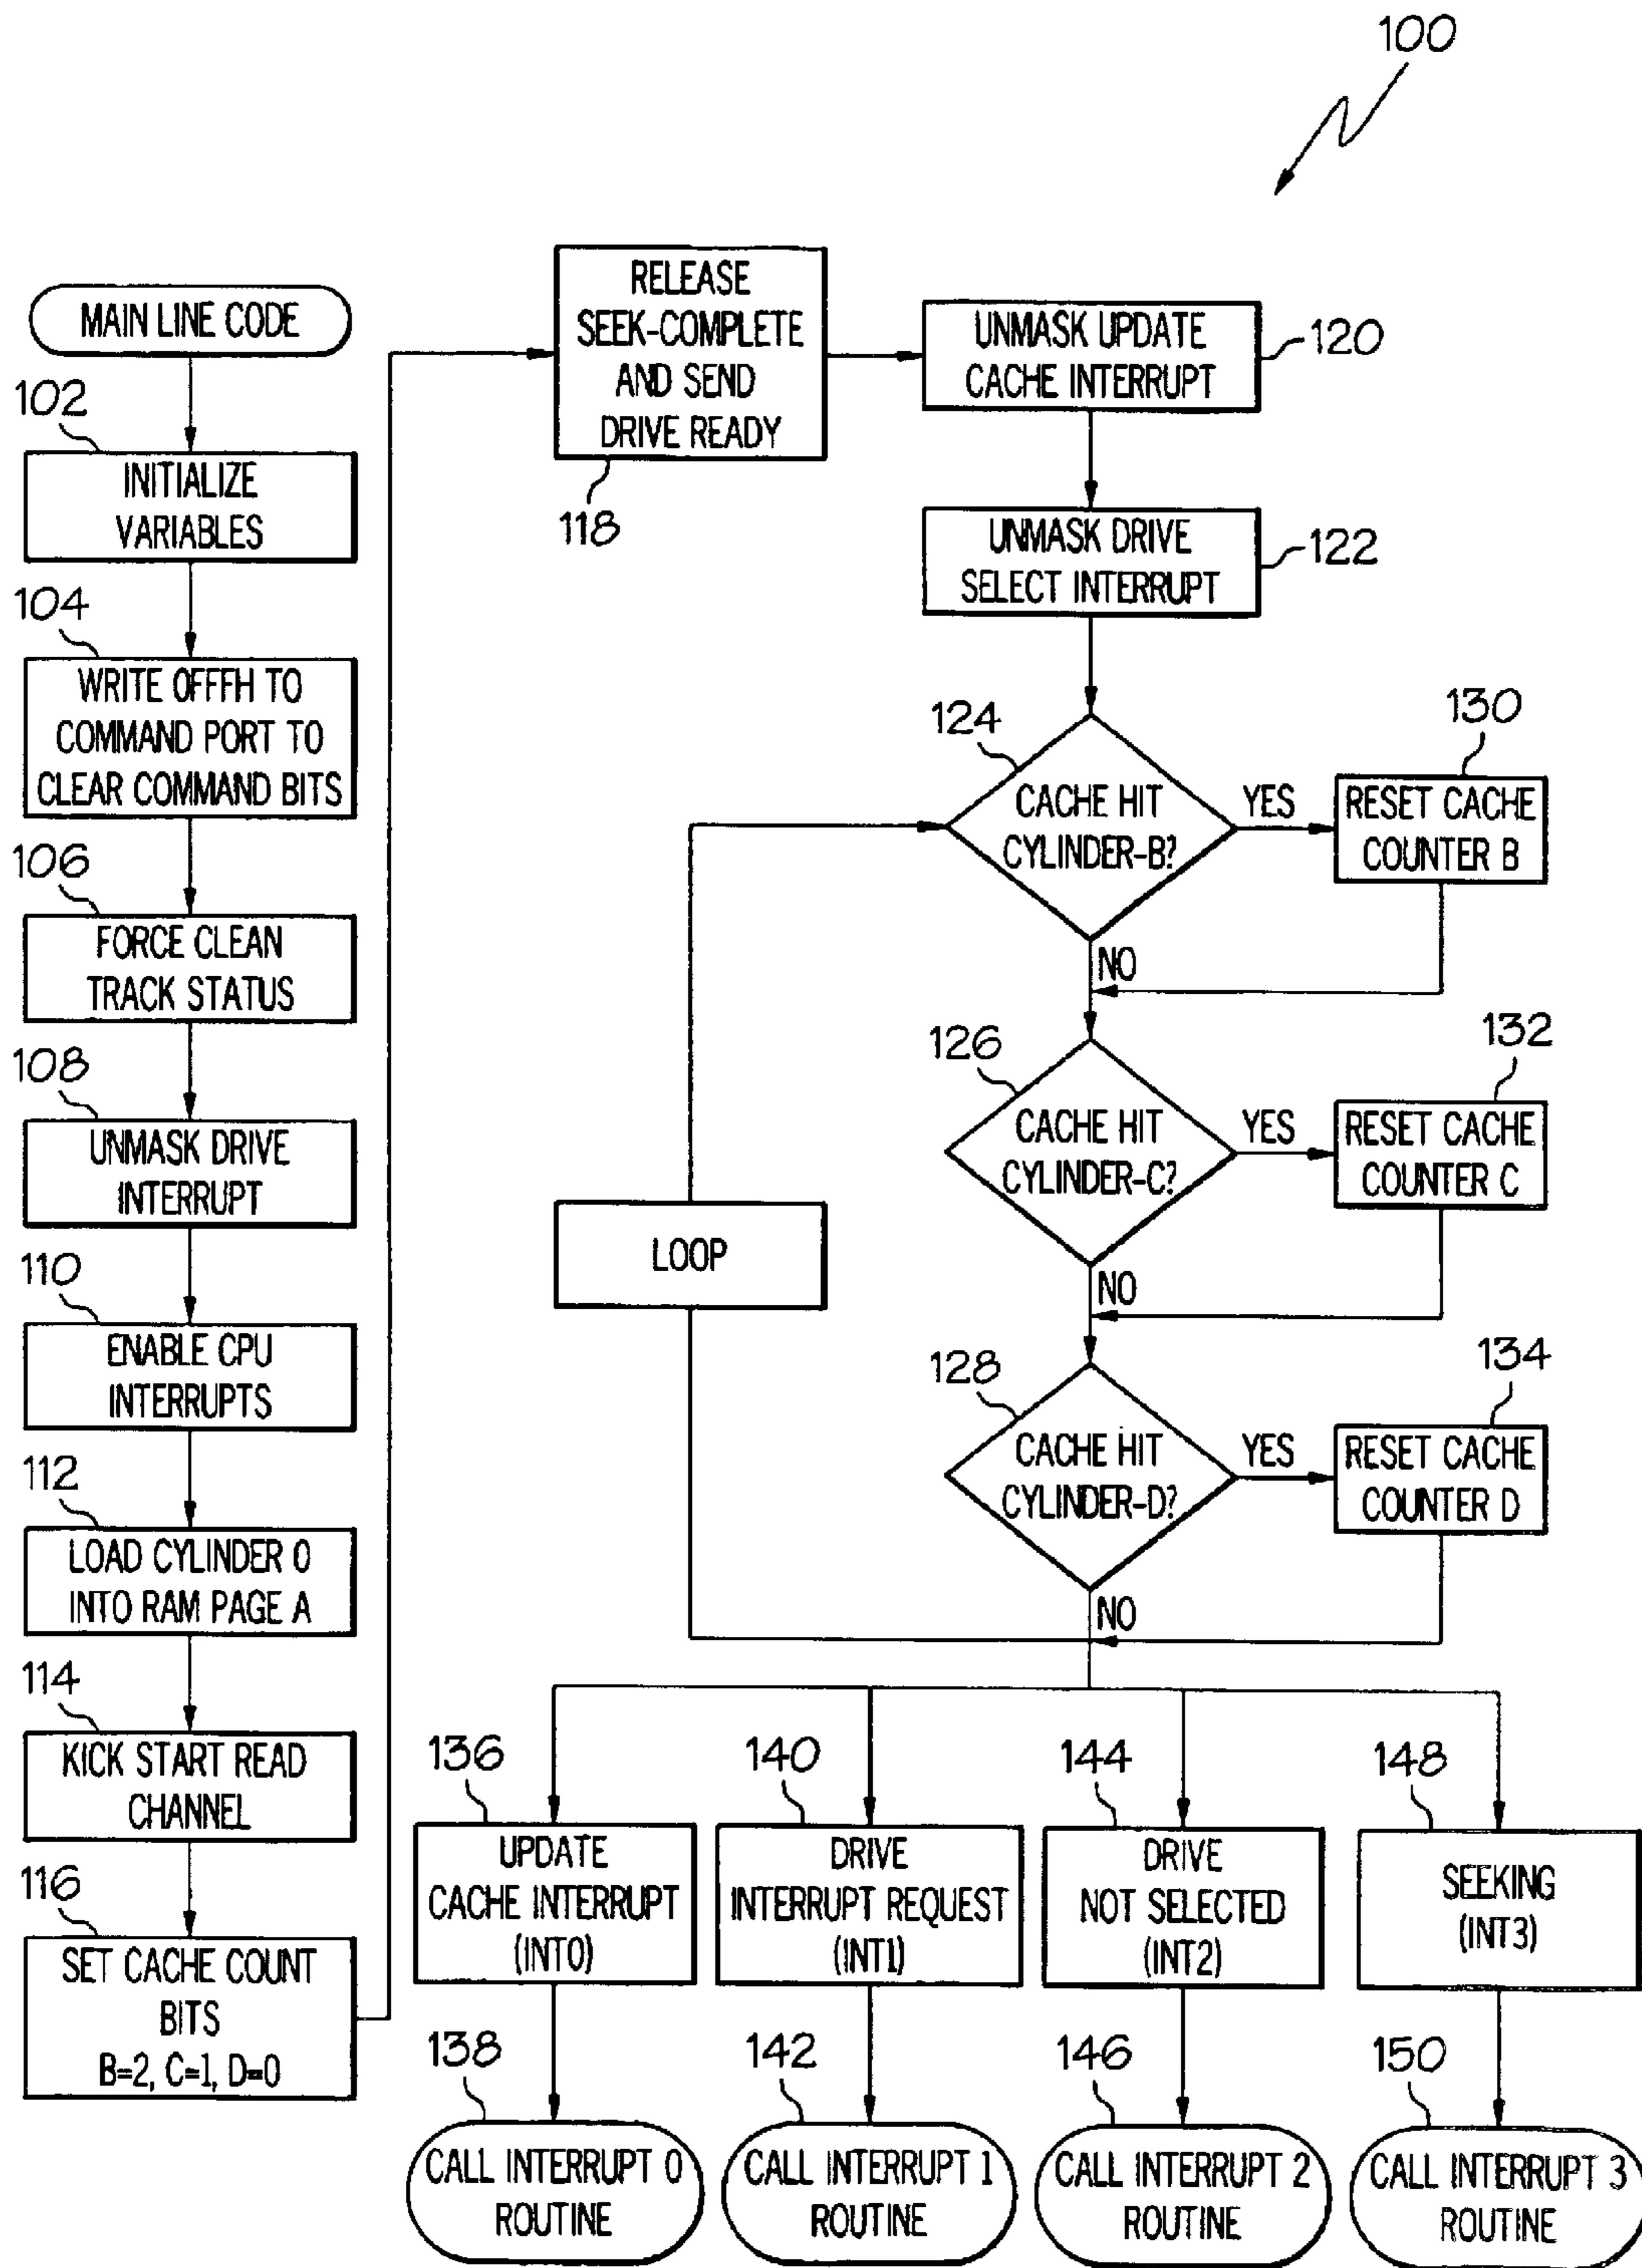 100
MAIN LINE CODE
102
INITIALIZE
VARIABLES
104
WRITE OFFFH TO
COMMAND PORT TO
CLEAR COMMAND BITS
106
FORCE CLEAN
TRACK STATUS
108
UNMASK DRIVE
INTERRUPT
110
ENABLE CPU
INTERRUPTS
112
LOAD CYLINDER 0
INTO RAM PAGE A
114
KICK START READ
CHANNEL
116
SET CACHE COUNT
BITS
B=2, C=1, D=0
RELEASE
SEEK-COMPLETE
AND SEND
DRIVE READY
118
UNMASK UPDATE
CACHE INTERRUPT
120
UNMASK DRIVE
SELECT INTERRUPT
122
124
CACHE HIT
CYLINDER-B?
YES
130
RESET CACHE
COUNTER B
NO
126
CACHE HIT
CYLINDER-C?
YES
132
RESET CACHE
COUNTER C
NO
LOOP
128
CACHE HIT
CYLINDER-D?
YES
134
RESET CACHE
COUNTER D
NO
136
UPDATE
CACHE INTERRUPT
(INT0)
138
CALL INTERRUPT 0
ROUTINE
140
DRIVE
INTERRUPT REQUEST
(INT1)
142
CALL INTERRUPT 1
ROUTINE
144
DRIVE
NOT SELECTED
(INT2)
146
CALL INTERRUPT 2
ROUTINE
148
SEEKING
(INT3)
150
CALL INTERRUPT 3
ROUTINE